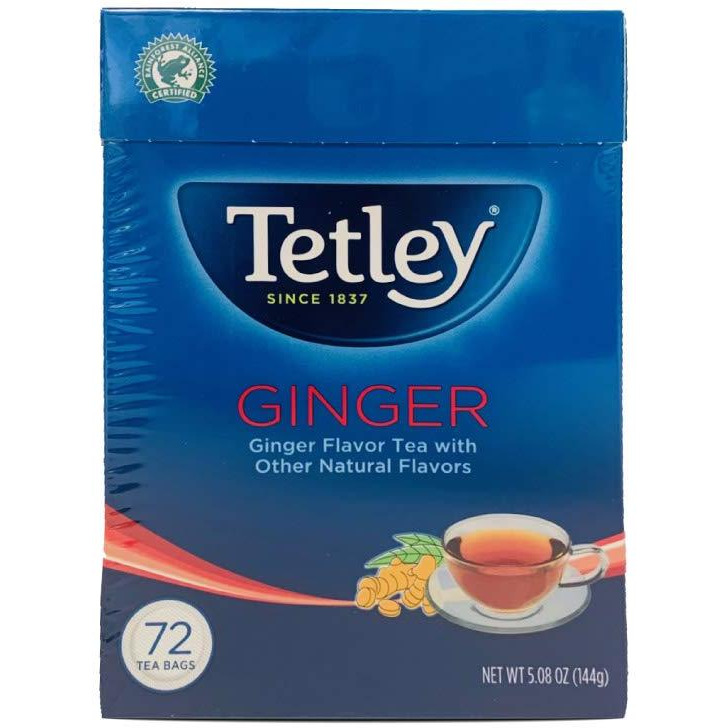 RAINFOREST ALLIANCE
CERTIFIED
Tetley®
SINCE 1837
GINGER
Ginger Flavor Tea with
Other Natural Flavors
72
TEA BAGS
NET WT 5.08 OZ (144g)